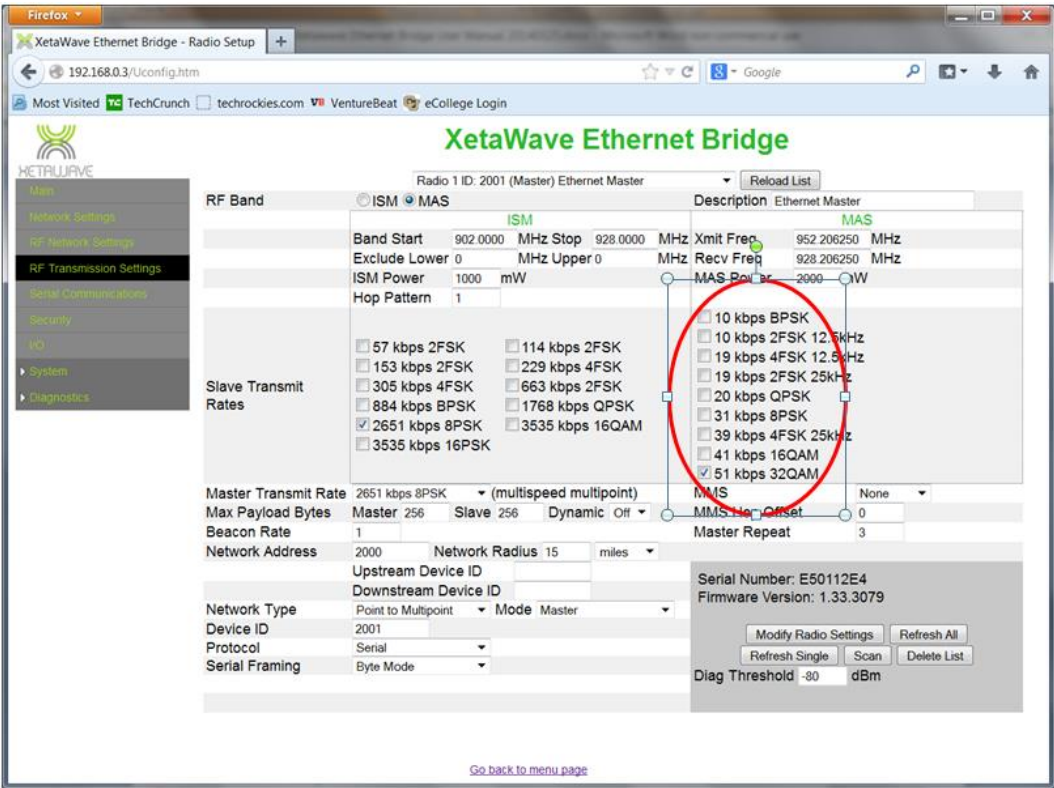 Firefox
XetaWave Ethernet Bridge - Radio Setup +
192.168.0.3/Uconfig.htm Google
Most Visited TechCrunch techrockies.com VentureBeat eCollege Login
XETAWAVE
XetaWave Ethernet Bridge
Radio 1 ID: 2001 (Master) Ethernet Master Reload List
Main
Network Settings
RF Network Settings
RF Transmission Settings
Serial Communications
Security
I/O
System
Diagnostics
RF Band ISM MAS Description Ethernet Master
ISM MAS
Band Start 902.0000 MHz Stop 928.0000 MHz Xmit Freq 952.206250 MHz
Exclude Lower 0 MHz Upper 0 MHz Recv Freq 928.206250 MHz
ISM Power 1000 mW MAS Power 2000 mW
Hop Pattern 1
Slave Transmit Rates
57 kbps 2FSK 114 kbps 2FSK
153 kbps 2FSK 229 kbps 4FSK
305 kbps 4FSK 663 kbps 2FSK
884 kbps BPSK 1768 kbps QPSK
2651 kbps 8PSK 3535 kbps 16QAM
3535 kbps 16PSK
10 kbps BPSK
10 kbps 2FSK 12.5kHz
19 kbps 4FSK 12.5kHz
19 kbps 2FSK 25kHz
20 kbps QPSK
31 kbps 8PSK
39 kbps 4FSK 25kHz
41 kbps 16QAM
51 kbps 32QAM
Master Transmit Rate 2651 kbps 8PSK (multispeed multipoint) MMS None
Max Payload Bytes Master 256 Slave 256 Dynamic Off MMS Hop Offset 0
Beacon Rate 1 Master Repeat 3
Network Address 2000 Network Radius 15 miles
Upstream Device ID
Downstream Device ID
Network Type Point to Multipoint Mode Master
Device ID 2001
Protocol Serial
Serial Framing Byte Mode
Serial Number: E50112E4
Firmware Version: 1.33.3079
Modify Radio Settings Refresh All
Refresh Single Scan Delete List
Diag Threshold -80 dBm
Go back to menu page